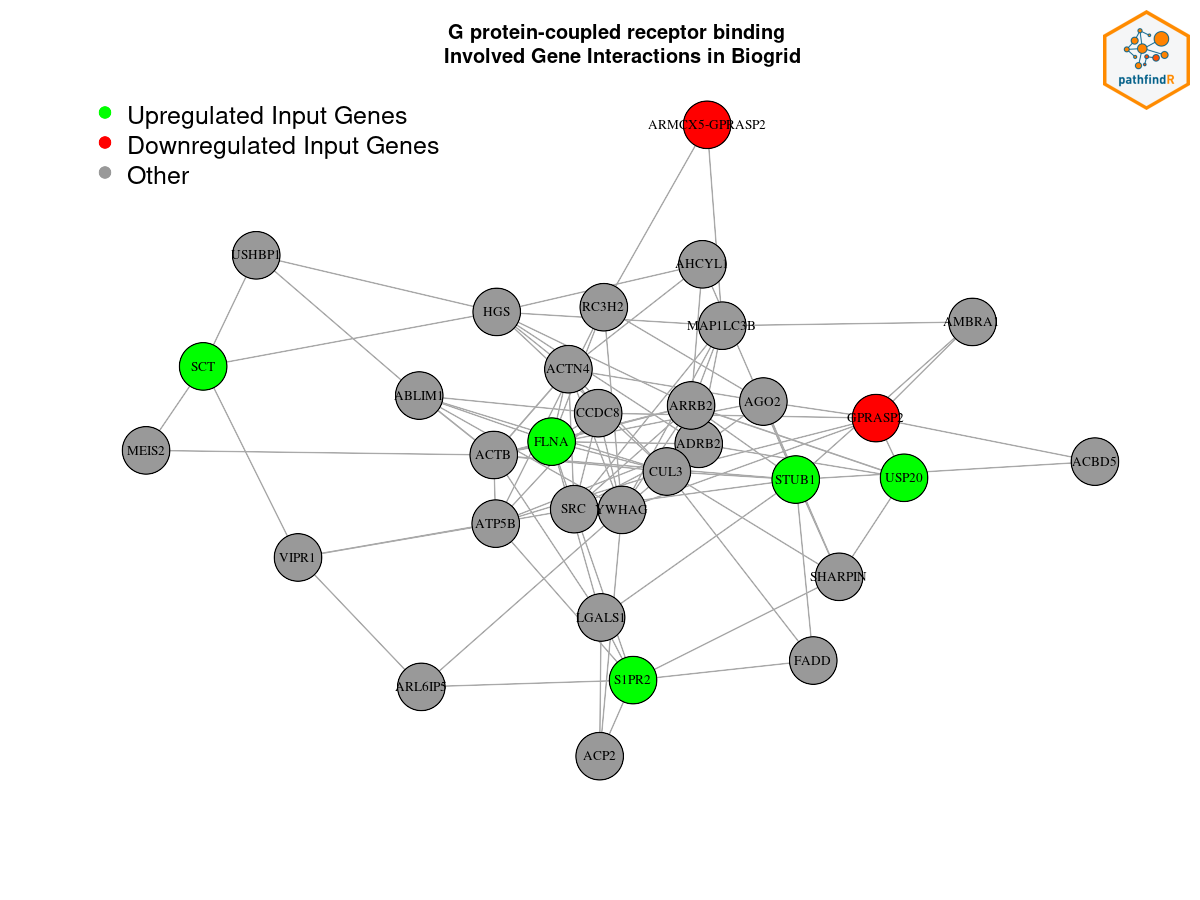 G protein-coupled receptor binding
Involved Gene Interactions in Biogrid
pathfindR
Upregulated Input Genes
Downregulated Input Genes
Other
ARMCX5-GPRASP2
USHBP1
AHCYL1
HGS
RC3H2
MAP1LC3B
AMBRA1
SCT
ACTN4
ABLIM1
CCDC8
ARRB2
AGO2
GPRASP2
FLNA
ADRB2
MEIS2
ACTB
CUL3
STUB1
USP20
ACBD5
ATP5B
SRC
YWHAG
VIPR1
SHARPIN
LGALS1
ARL6IP5
S1PR2
FADD
ACP2